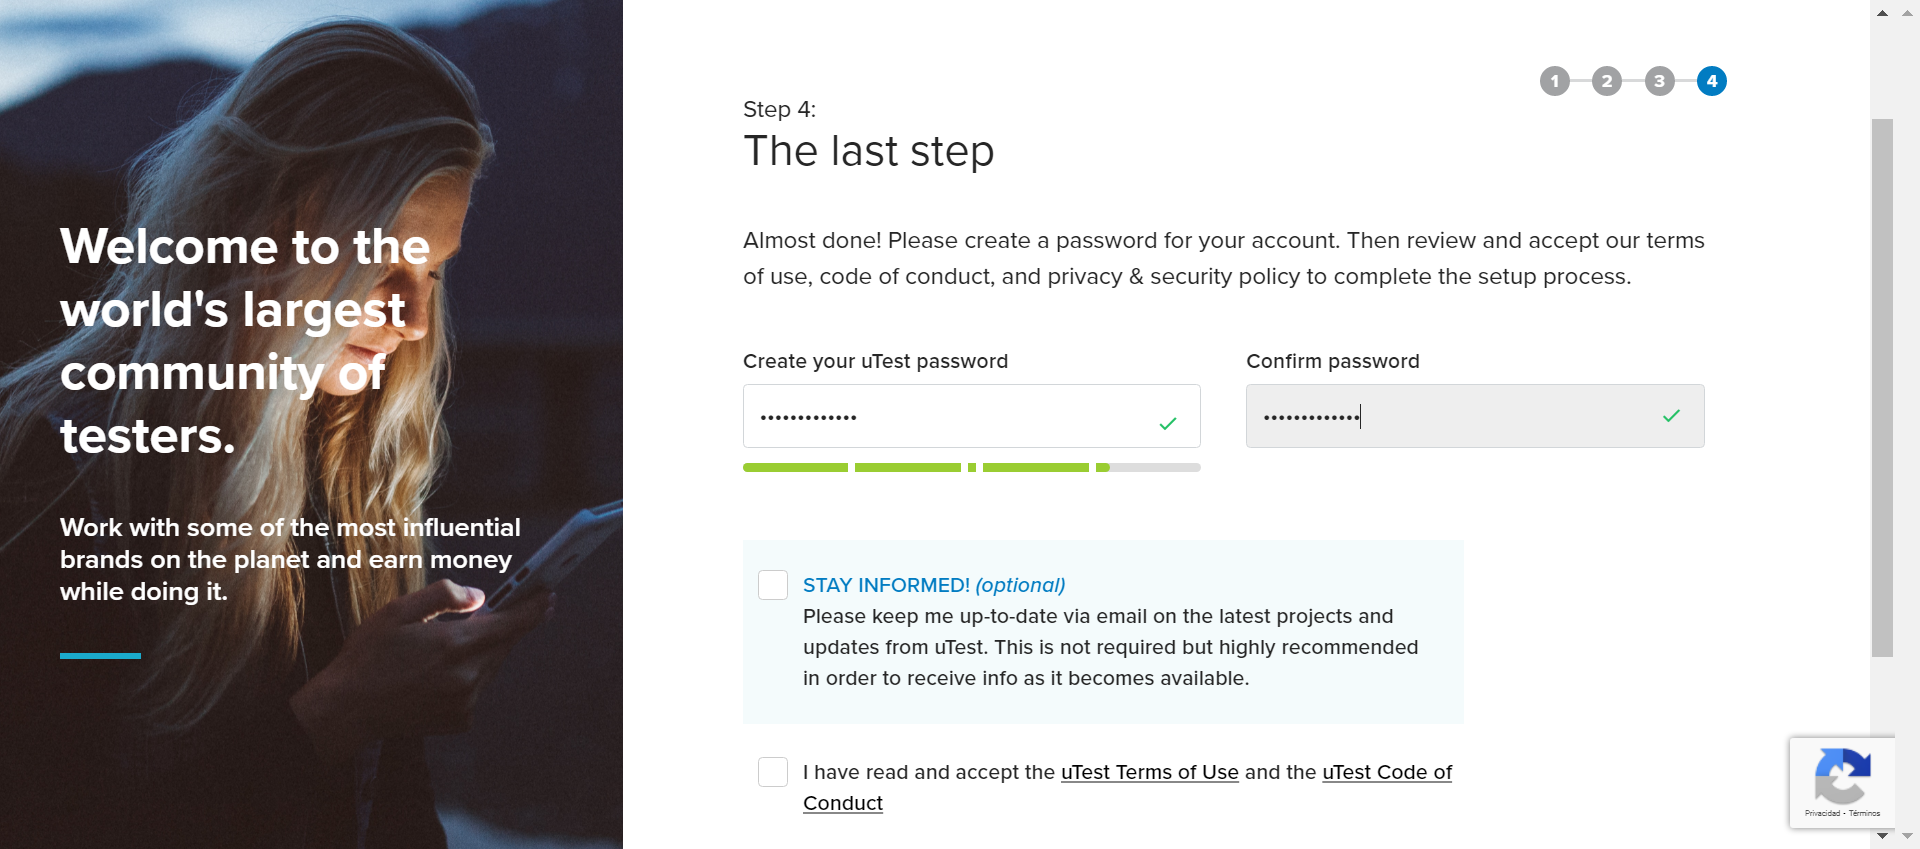 Welcome to the
world's largest
community of
testers.
Work with some of the most influential
brands on the planet and earn money
while doing it.
1 2 3 4
Step 4:
The last step
Almost done! Please create a password for your account. Then review and accept our terms
of use, code of conduct, and privacy & security policy to complete the setup process.
Create your uTest password
Confirm password
•••••••••••••
•••••••••••••
STAY INFORMED! (optional)
Please keep me up-to-date via email on the latest projects and
updates from uTest. This is not required but highly recommended
in order to receive info as it becomes available.
I have read and accept the uTest Terms of Use and the uTest Code of
Conduct
Privacidad - Términos